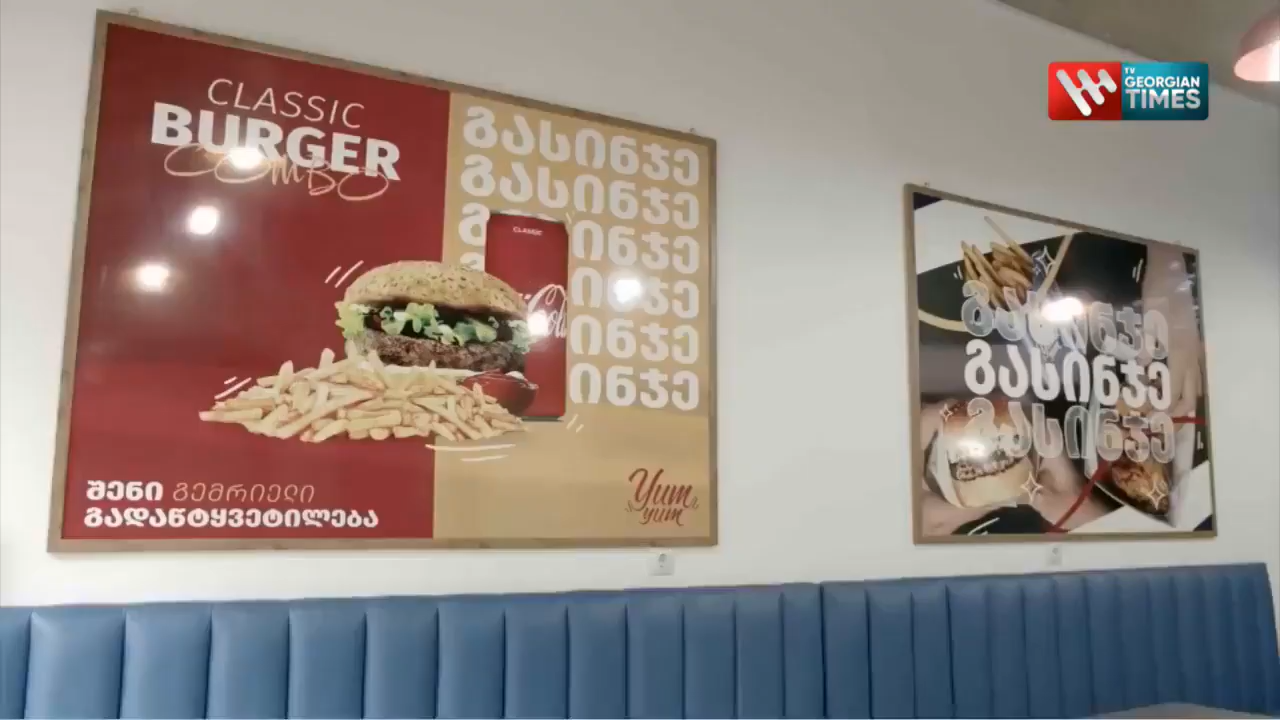 CLASSIC
BURGER
COMBO
გასინჯე
გასინჯე
გ ინჯე
ინჯე
ინჯე
ინჯე
CLASSIC
შენი გემრიელი
გადაწყვეტილება
Yum
yum
გასინჯე
გასინჯე
გასინჯე
TV
GEORGIAN
TIMES